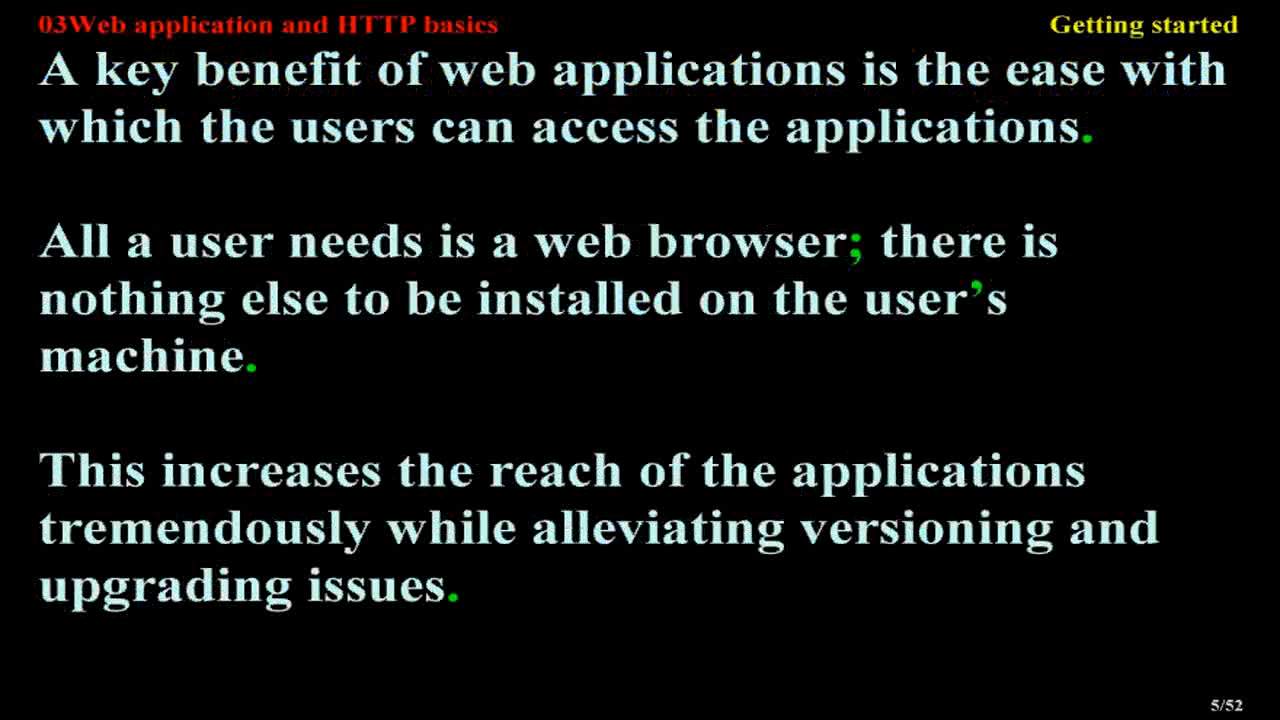 03Web application and HTTP basics
Getting started
A key benefit of web applications is the ease with
which the users can access the applications.
All a user needs is a web browser; there is
nothing else to be installed on the user’s
machine.
This increases the reach of the applications
tremendously while alleviating versioning and
upgrading issues.
5/52